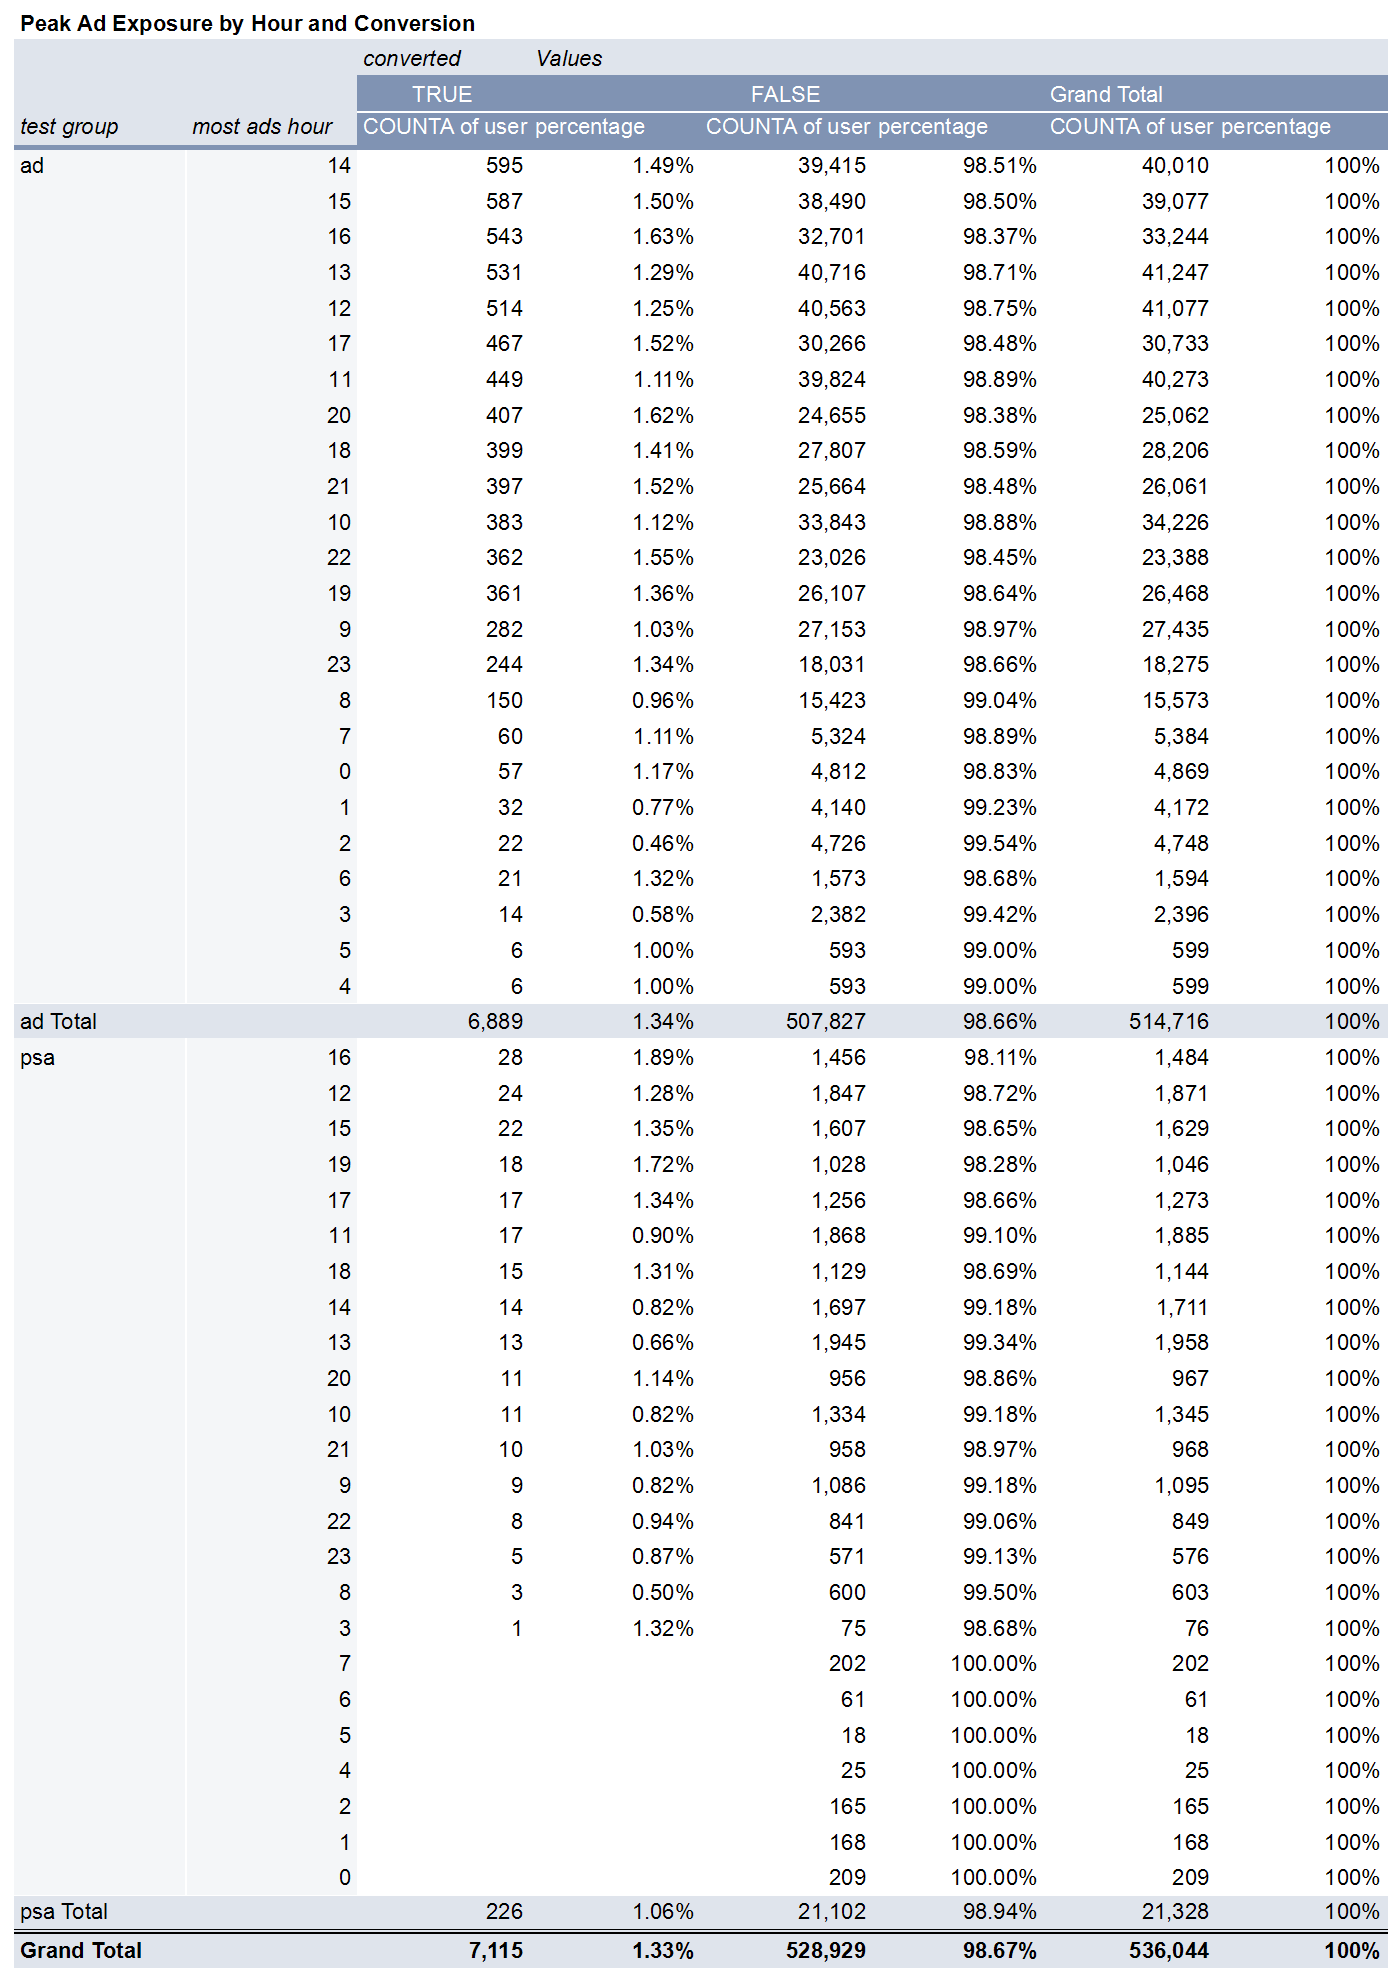 Peak Ad Exposure by Hour and Conversion
converted Values
TRUE FALSE Grand Total
test group most ads hour COUNTA of user percentage COUNTA of user percentage COUNTA of user percentage
ad 14 595 1.49% 39,415 98.51% 40,010 100%
15 587 1.50% 38,490 98.50% 39,077 100%
16 543 1.63% 32,701 98.37% 33,244 100%
13 531 1.29% 40,716 98.71% 41,247 100%
12 514 1.25% 40,563 98.75% 41,077 100%
17 467 1.52% 30,266 98.48% 30,733 100%
11 449 1.11% 39,824 98.89% 40,273 100%
20 407 1.62% 24,655 98.38% 25,062 100%
18 399 1.41% 27,807 98.59% 28,206 100%
21 397 1.52% 25,664 98.48% 26,061 100%
10 383 1.12% 33,843 98.88% 34,226 100%
22 362 1.55% 23,026 98.45% 23,388 100%
19 361 1.36% 26,107 98.64% 26,468 100%
9 282 1.03% 27,153 98.97% 27,435 100%
23 244 1.34% 18,031 98.66% 18,275 100%
8 150 0.96% 15,423 99.04% 15,573 100%
7 60 1.11% 5,324 98.89% 5,384 100%
0 57 1.17% 4,812 98.83% 4,869 100%
1 32 0.77% 4,140 99.23% 4,172 100%
2 22 0.46% 4,726 99.54% 4,748 100%
6 21 1.32% 1,573 98.68% 1,594 100%
3 14 0.58% 2,382 99.42% 2,396 100%
5 6 1.00% 593 99.00% 599 100%
4 6 1.00% 593 99.00% 599 100%
ad Total 6,889 1.34% 507,827 98.66% 514,716 100%
psa 16 28 1.89% 1,456 98.11% 1,484 100%
12 24 1.28% 1,847 98.72% 1,871 100%
15 22 1.35% 1,607 98.65% 1,629 100%
19 18 1.72% 1,028 98.28% 1,046 100%
17 17 1.34% 1,256 98.66% 1,273 100%
11 17 0.90% 1,868 99.10% 1,885 100%
18 15 1.31% 1,129 98.69% 1,144 100%
14 14 0.82% 1,697 99.18% 1,711 100%
13 13 0.66% 1,945 99.34% 1,958 100%
20 11 1.14% 956 98.86% 967 100%
10 11 0.82% 1,334 99.18% 1,345 100%
21 10 1.03% 958 98.97% 968 100%
9 9 0.82% 1,086 99.18% 1,095 100%
22 8 0.94% 841 99.06% 849 100%
23 5 0.87% 571 99.13% 576 100%
8 3 0.50% 600 99.50% 603 100%
3 1 1.32% 75 98.68% 76 100%
7 202 100.00% 202 100%
6 61 100.00% 61 100%
5 18 100.00% 18 100%
4 25 100.00% 25 100%
2 165 100.00% 165 100%
1 168 100.00% 168 100%
0 209 100.00% 209 100%
psa Total 226 1.06% 21,102 98.94% 21,328 100%
Grand Total 7,115 1.33% 528,929 98.67% 536,044 100%